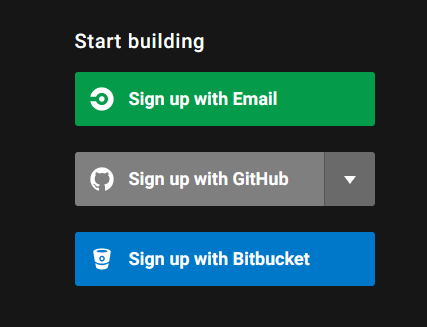 Start building
Sign up with Email
Sign up with GitHub
Sign up with Bitbucket